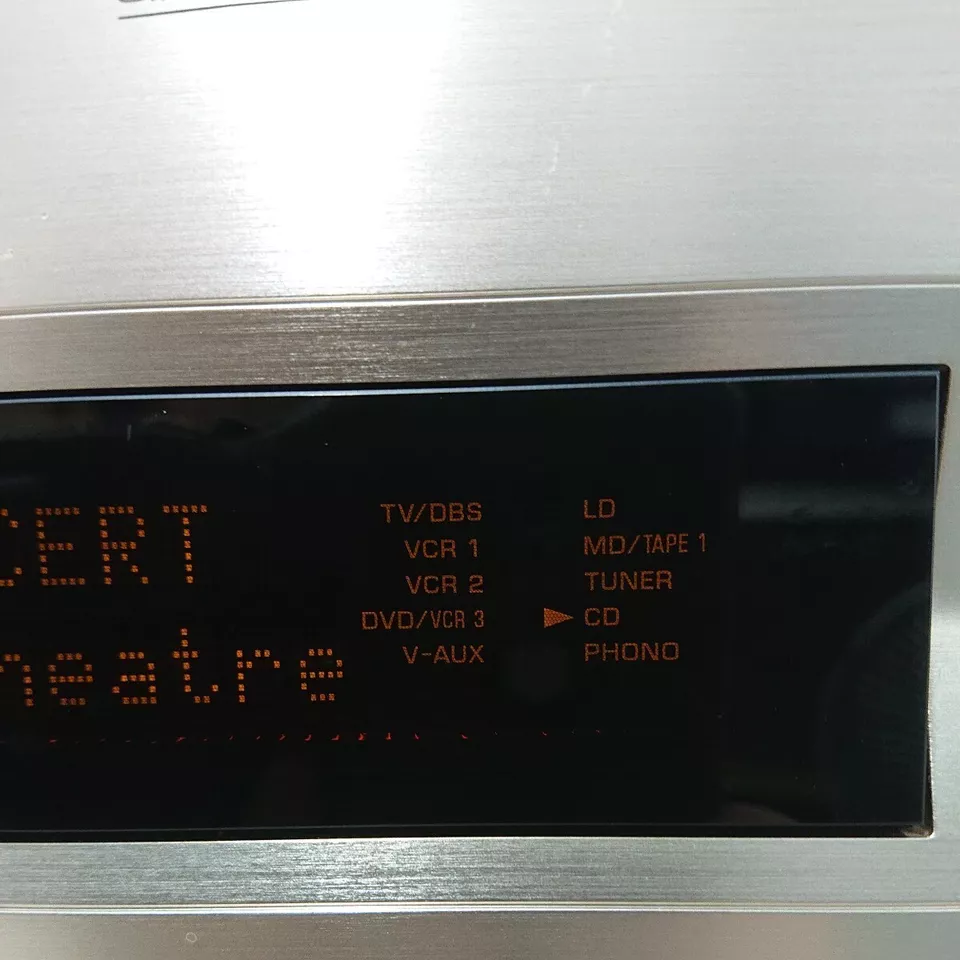 CERT
heatre
TV/DBS
VCR 1
VCR 2
DVD/VCR 3
V-AUX
LD
MD/TAPE 1
TUNER
CD
PHONO